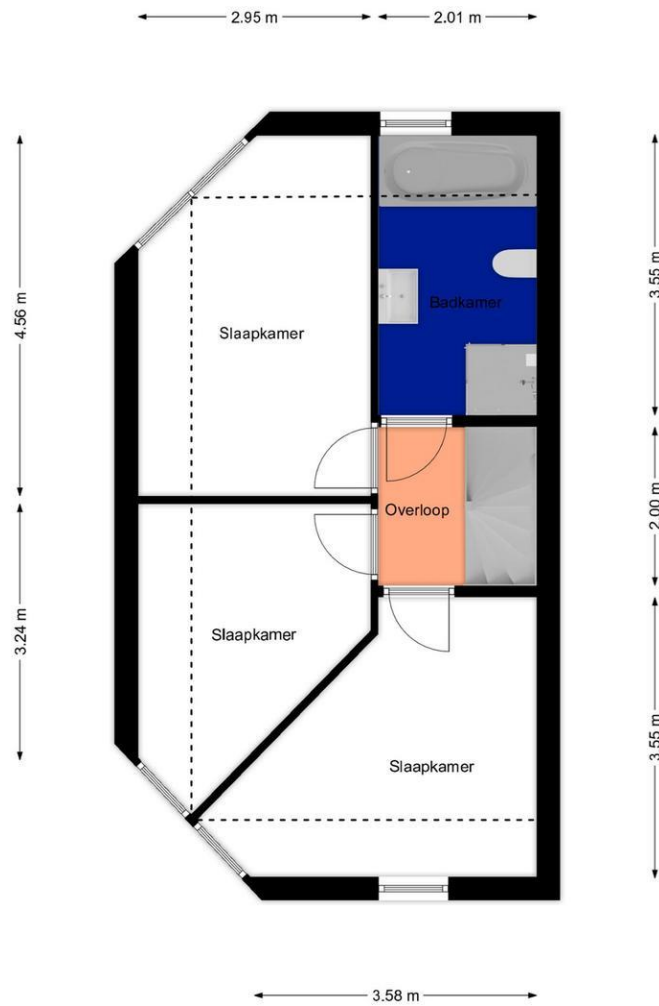 2.95 m
2.01 m
4.56 m
3.55 m
Badkamer
Slaapkamer
2.00 m
Overloop
3.24 m
Slaapkamer
3.55 m
Slaapkamer
3.58 m